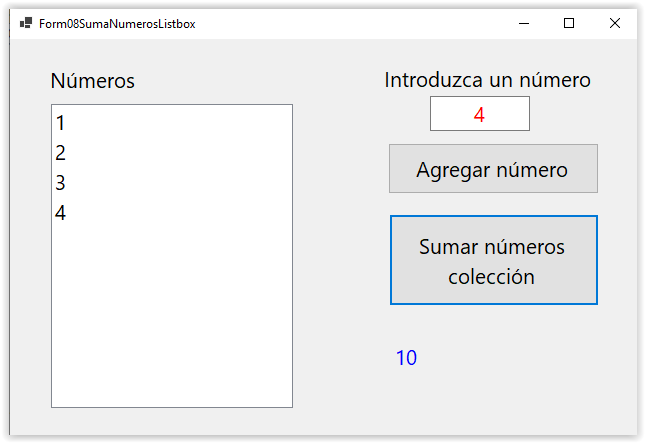 Form08SumaNumerosListbox
Números
1
2
3
4
Introduzca un número
4
Agregar número
Sumar números
colección
10